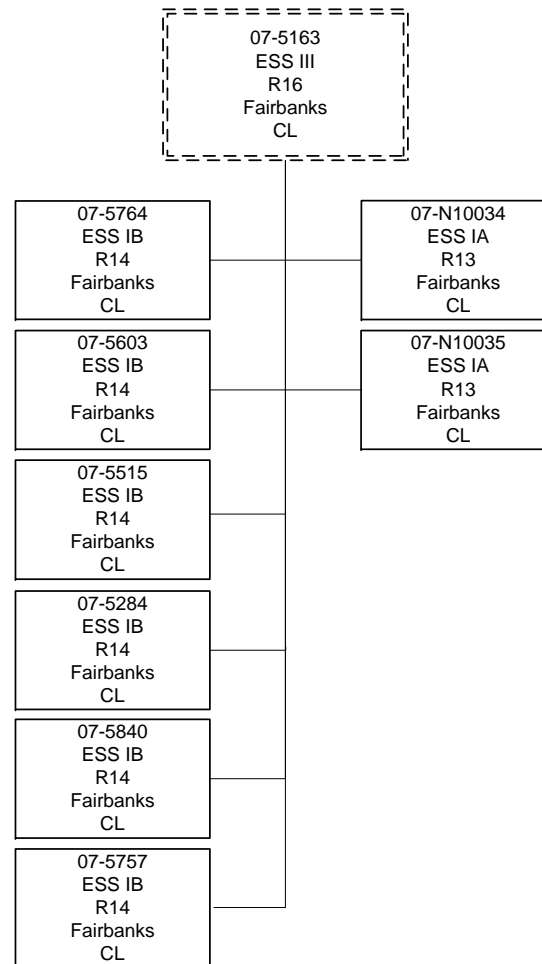 07-5163
ESS III
R16
Fairbanks
CL
07-5764
ESS IB
R14
Fairbanks
CL
07-N10034
ESS IA
R13
Fairbanks
CL
07-5603
ESS IB
R14
Fairbanks
CL
07-N10035
ESS IA
R13
Fairbanks
CL
07-5515
ESS IB
R14
Fairbanks
CL
07-5284
ESS IB
R14
Fairbanks
CL
07-5840
ESS IB
R14
Fairbanks
CL
07-5757
ESS IB
R14
Fairbanks
CL